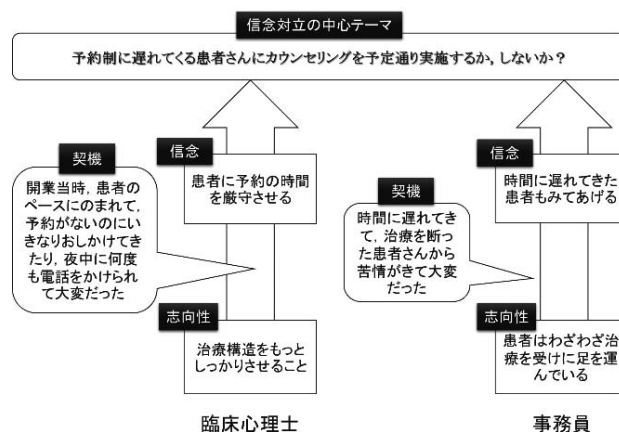 信念対立の中心テーマ
予約制に遅れてくる患者さんにカウンセリングを予定通り実施するか，しないか？
契機
開業当時，患者の
ペースにのまれて，
予約がないのにい
きなりおしかけてき
たり，夜中に何度
も電話をかけられ
て大変だった
信念
患者に予約の時間
を厳守させる
志向性
治療構造をもっと
しっかりさせること
臨床心理士
契機
時間に遅れてき
て，治療を断っ
た患者さんから
苦情がきて大変
だった
信念
時間に遅れてきた
患者もみてあげる
志向性
患者はわざわざ治
療を受けに足を運
んでいる
事務員